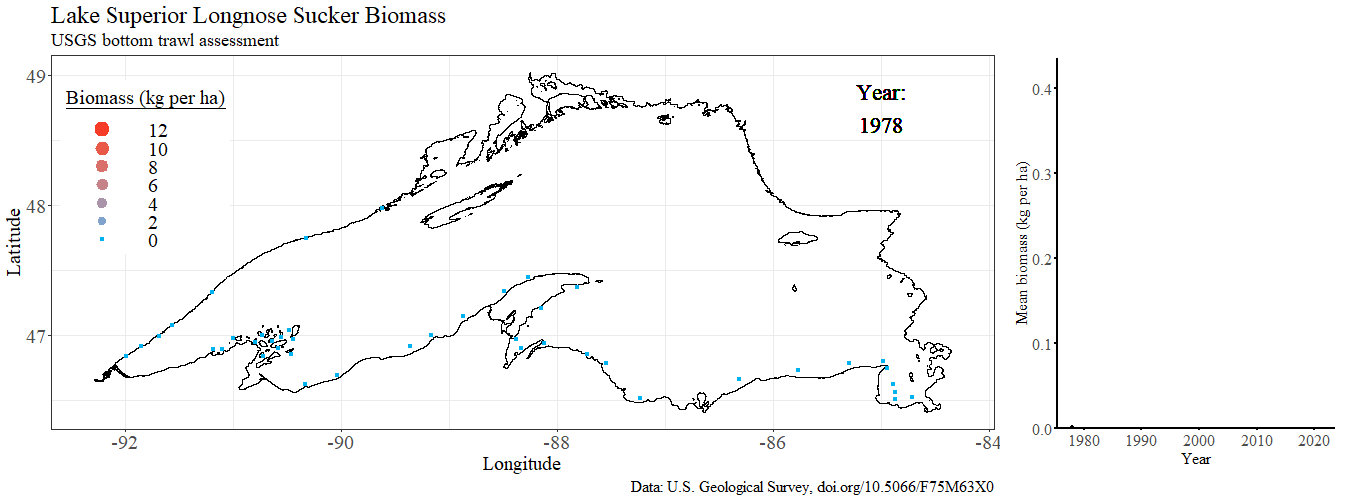 Lake Superior Longnose Sucker Biomass
USGS bottom trawl assessment
Biomass (kg per ha)
12
10
8
6
4
2
0
Year:
1978
49
48
47
Latitude
-92
-90
-88
-86
-84
Longitude
Mean biomass (kg per ha)
0.4
0.3
0.2
0.1
0.0
1980
1990
2000
2010
2020
Year
Data: U.S. Geological Survey, doi.org/10.5066/F75M63X0